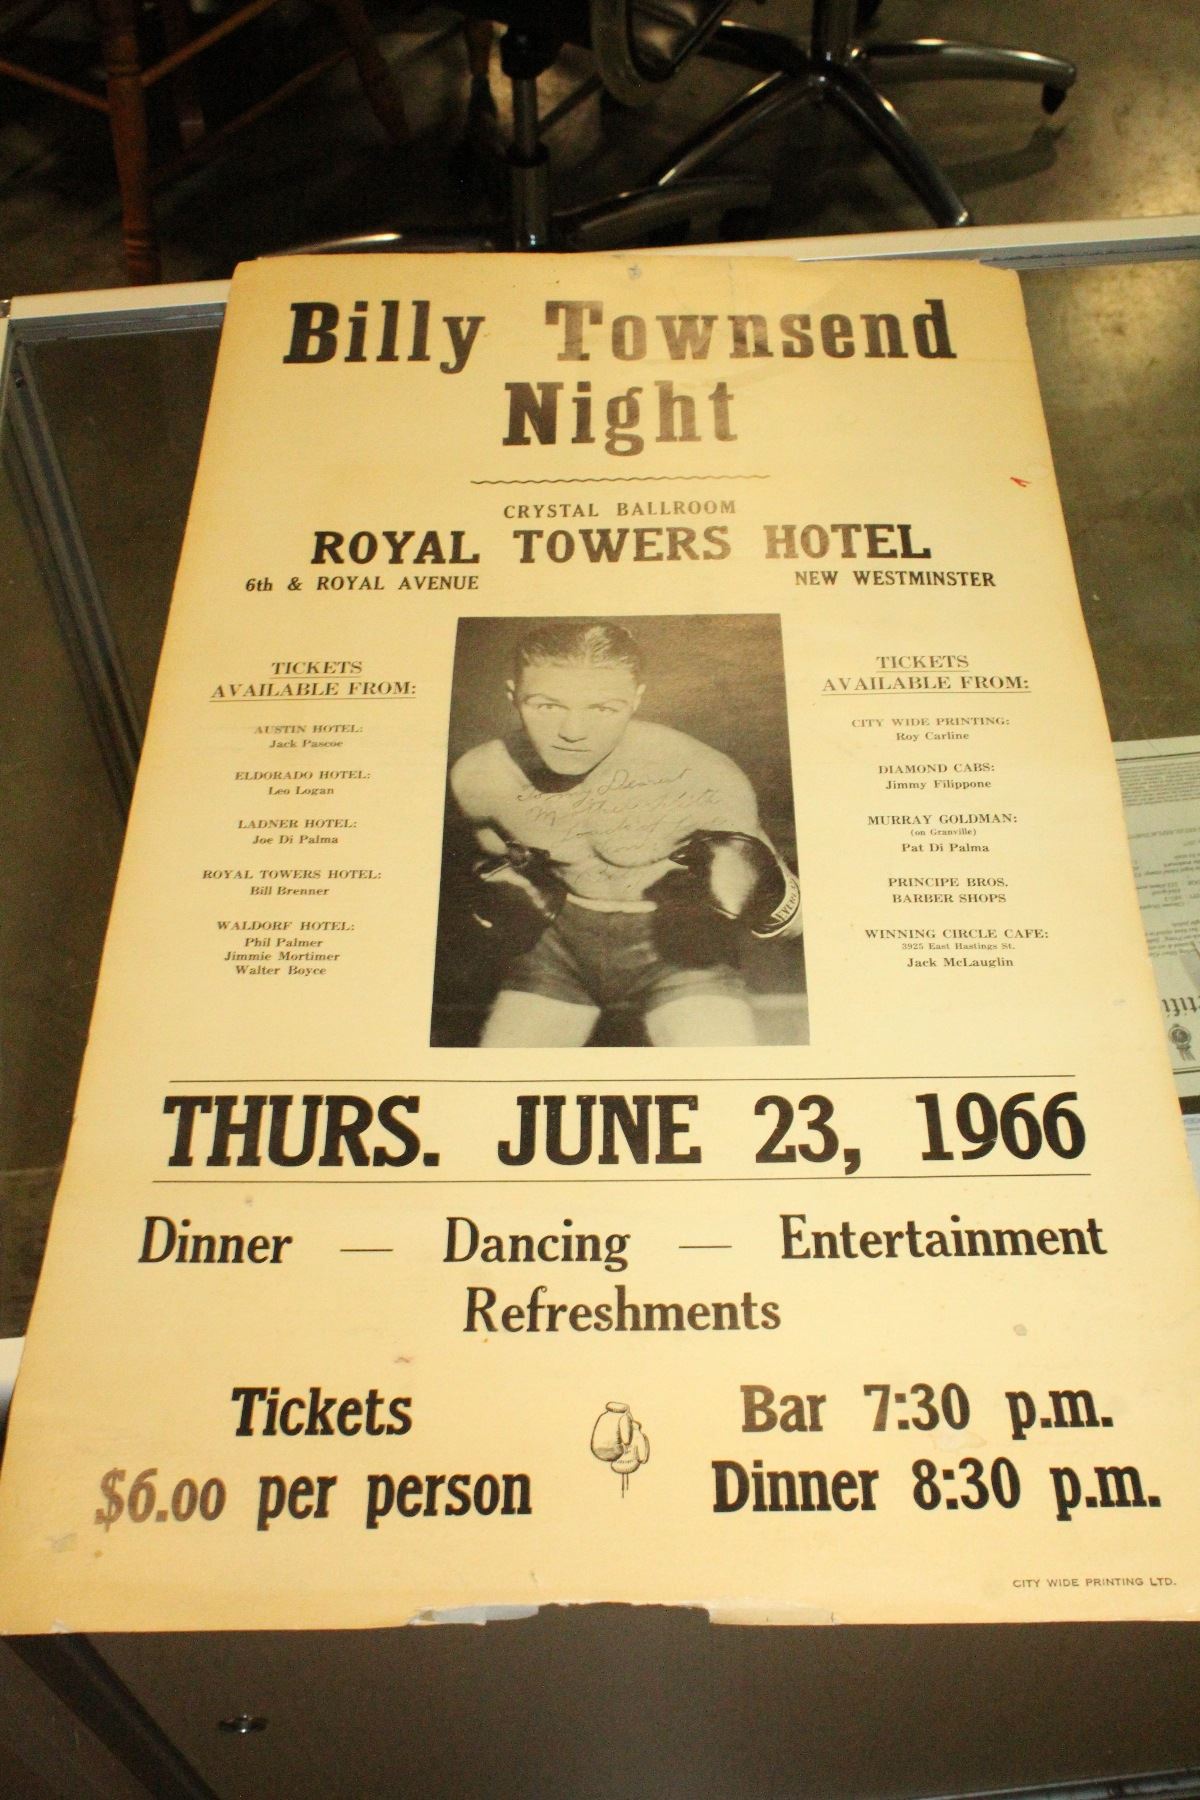 Billy Townsend
Night
CRYSTAL BALLROOM
ROYAL TOWERS HOTEL
6th & ROYAL AVENUE
NEW WESTMINSTER
TICKETS
AVAILABLE FROM:
AUSTIN HOTEL:
Jack Pascoe
ELDORADO HOTEL:
Leo Logan
LADNER HOTEL:
Joe Di Palma
ROYAL TOWERS HOTEL:
Bill Brenner
WALDORF HOTEL:
Phil Palmer
Jimmie Mortimer
Walter Boyce
TICKETS
AVAILABLE FROM:
CITY WIDE PRINTING:
Roy Carline
DIAMOND CABS:
Jimmy Filippone
MURRAY GOLDMAN:
(on Granville)
Pat Di Palma
PRINCIPE BROS.
BARBER SHOPS
WINNING CIRCLE CAFE:
3925 East Hastings St.
Jack McLauglin
THURS. JUNE 23, 1966
Dinner — Dancing — Entertainment
Refreshments
Tickets
$6.00 per person
Bar 7:30 p.m.
Dinner 8:30 p.m.
CITY WIDE PRINTING LTD.